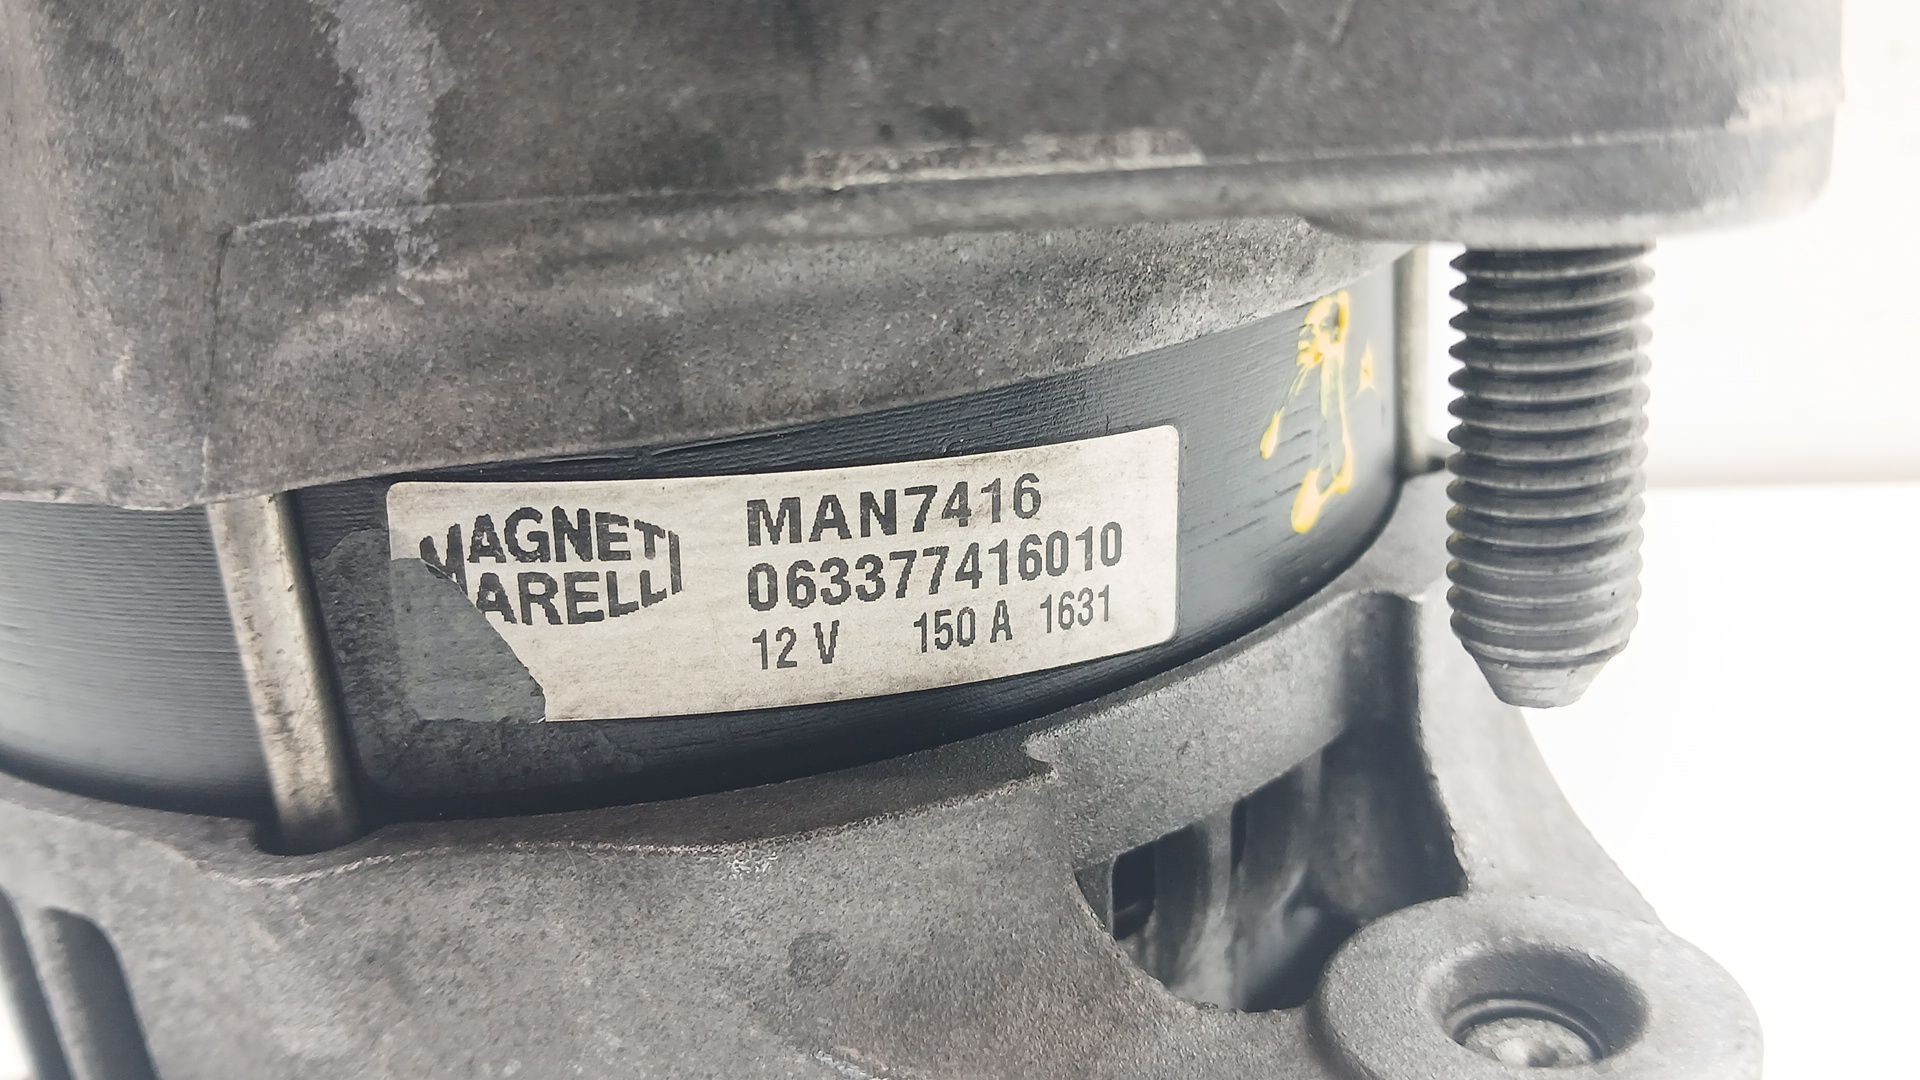 MAGNETI
MARELLI
MAN7416
063377416010
12 V 150 A 1631